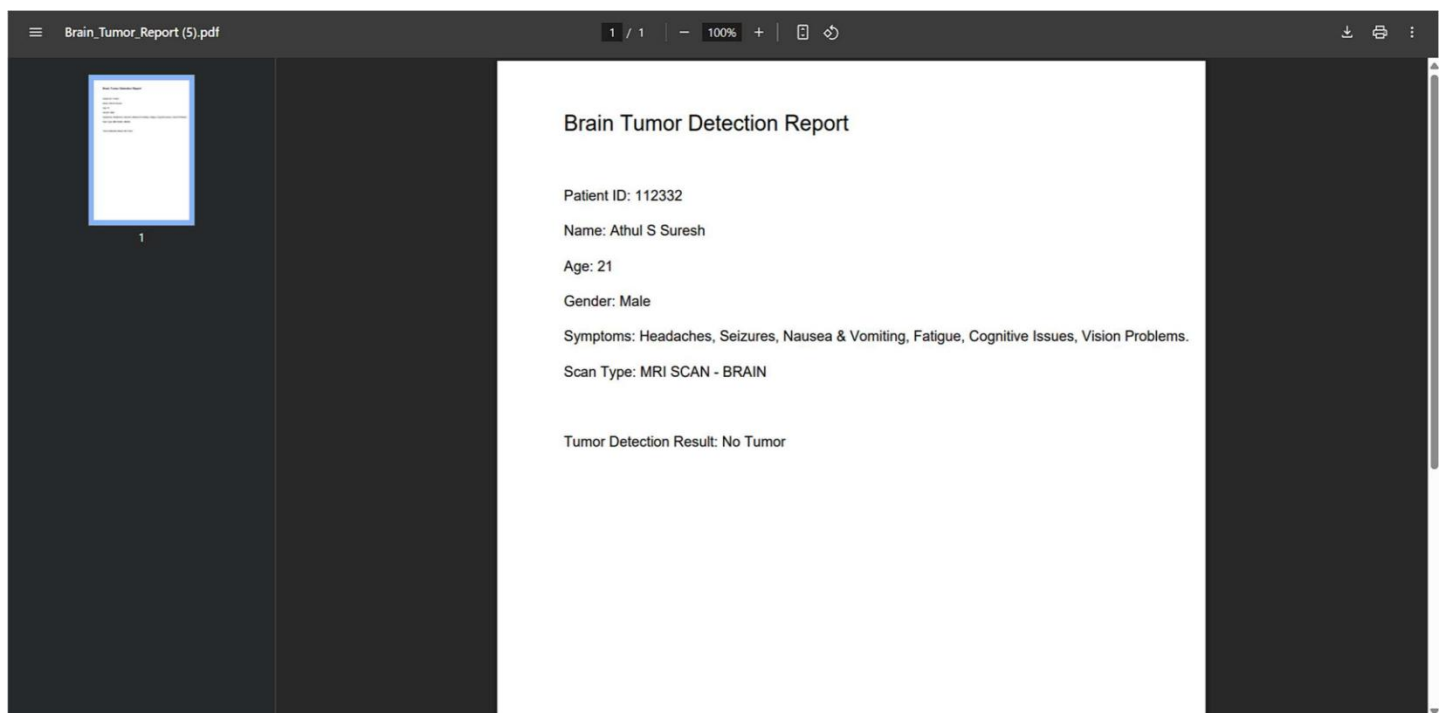 Brain_Tumor_Report (5).pdf
1 / 1
100%
1
Brain Tumor Detection Report
Patient ID: 112332
Name: Athul S Suresh
Age: 21
Gender: Male
Symptoms: Headaches, Seizures, Nausea & Vomiting, Fatigue, Cognitive Issues, Vision Problems.
Scan Type: MRI SCAN - BRAIN
Tumor Detection Result: No Tumor